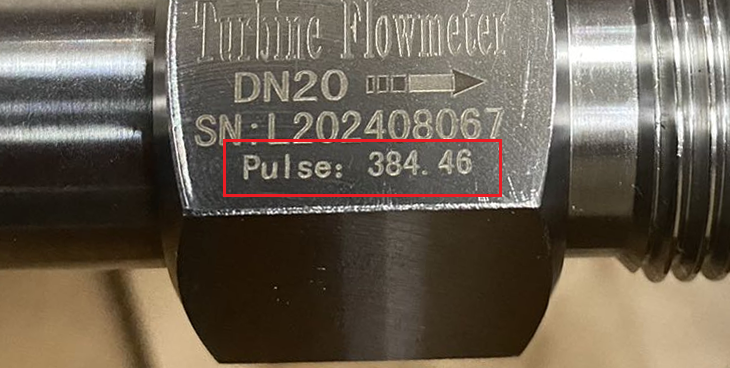 Turbine Flowmeter
DN20
SN:L202408067
Pulse: 384.46